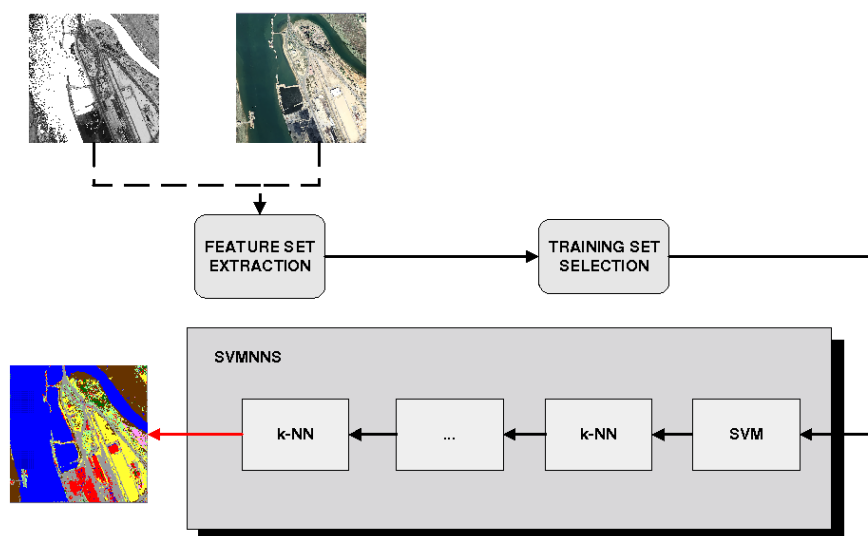 FEATURE SET
EXTRACTION
TRAINING SET
SELECTION
SVMNNS
k-NN
...
k-NN
SVM